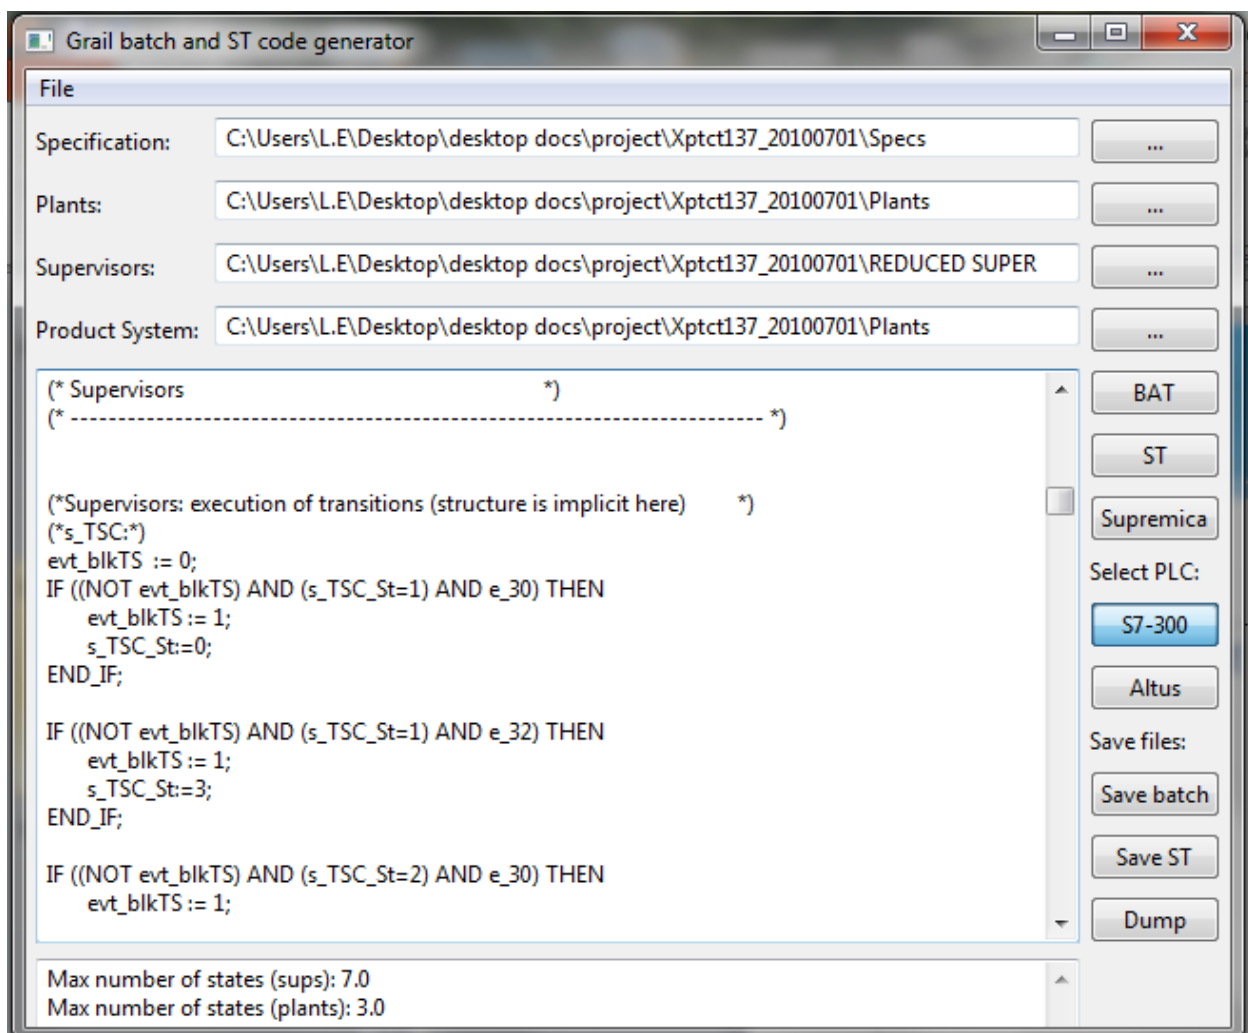 Grail batch and ST code generator
File
Specification: C:\Users\L.E\Desktop\desktop docs\project\Xptct137_20100701\Specs ...
Plants: C:\Users\L.E\Desktop\desktop docs\project\Xptct137_20100701\Plants ...
Supervisors: C:\Users\L.E\Desktop\desktop docs\project\Xptct137_20100701\REDUCED SUPER ...
Product System: C:\Users\L.E\Desktop\desktop docs\project\Xptct137_20100701\Plants ...
(* Supervisors *)
(* -------------------------------------------------------------------------- *)
(*Supervisors: execution of transitions (structure is implicit here) *)
(*s_TSC:*)
evt_blkTS := 0;
IF ((NOT evt_blkTS) AND (s_TSC_St=1) AND e_30) THEN
evt_blkTS := 1;
s_TSC_St:=0;
END_IF;
IF ((NOT evt_blkTS) AND (s_TSC_St=1) AND e_32) THEN
evt_blkTS := 1;
s_TSC_St:=3;
END_IF;
IF ((NOT evt_blkTS) AND (s_TSC_St=2) AND e_30) THEN
evt_blkTS := 1;
BAT
ST
Supremica
Select PLC:
S7-300
Altus
Save files:
Save batch
Save ST
Dump
Max number of states (sups): 7.0
Max number of states (plants): 3.0